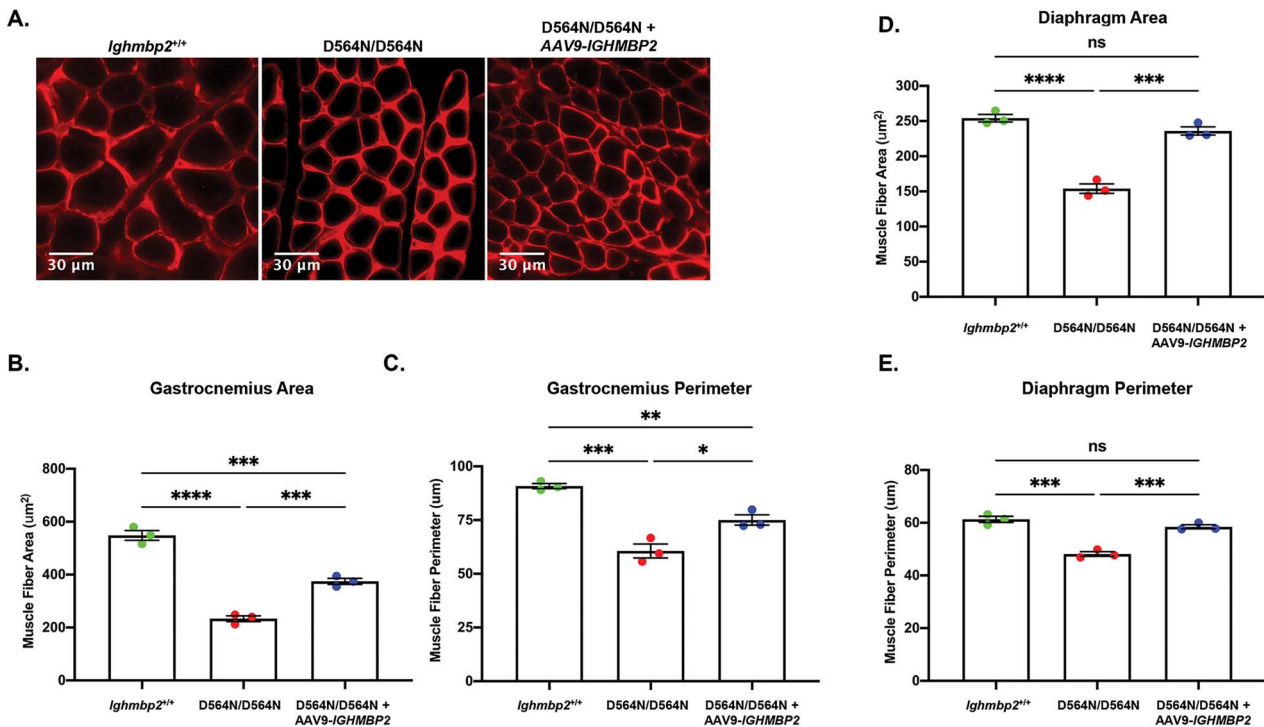 A.
Ighmbp2+/+
D564N/D564N
D564N/D564N +
AAV9-IGHMBP2
30 µm
30 µm
30 µm
B.
Gastrocnemius Area
Muscle Fiber Area (um²)
800
600
400
200
0
***
****
***
Ighmbp2+/+
D564N/D564N
D564N/D564N +
AAV9-IGHMBP2
C.
Gastrocnemius Perimeter
Muscle Fiber Perimeter (um)
100
75
50
25
0
**
***
*
Ighmbp2+/+
D564N/D564N
D564N/D564N +
AAV9-IGHMBP2
D.
Diaphragm Area
Muscle Fiber Area (um²)
300
250
200
150
100
50
0
ns
****
***
Ighmbp2+/+
D564N/D564N
D564N/D564N +
AAV9-IGHMBP2
E.
Diaphragm Perimeter
Muscle Fiber Perimeter (um)
80
60
40
20
0
ns
***
***
Ighmbp2+/+
D564N/D564N
D564N/D564N +
AAV9-IGHMBP2